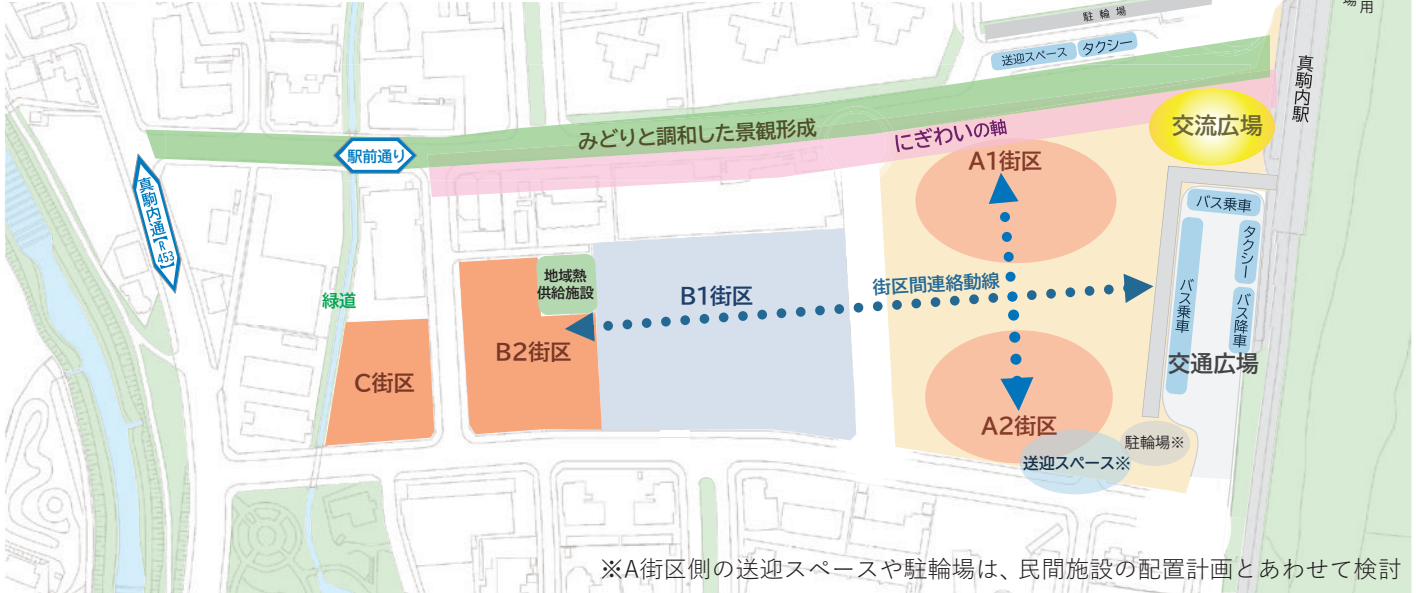 場
用
駐輪場
送迎スペース
タクシー
真駒内駅
みどりと調和した景観形成
にぎわいの軸
交流広場
駅前通り
A1街区
真駒内通【R453】
バス乗車
タクシー
地域熱
供給施設
B1街区
街区間連絡動線
バス乗車
バス降車
緑道
B2街区
C街区
交通広場
A2街区
駐輪場※
送迎スペース※
※A街区側の送迎スペースや駐輪場は、民間施設の配置計画とあわせて検討